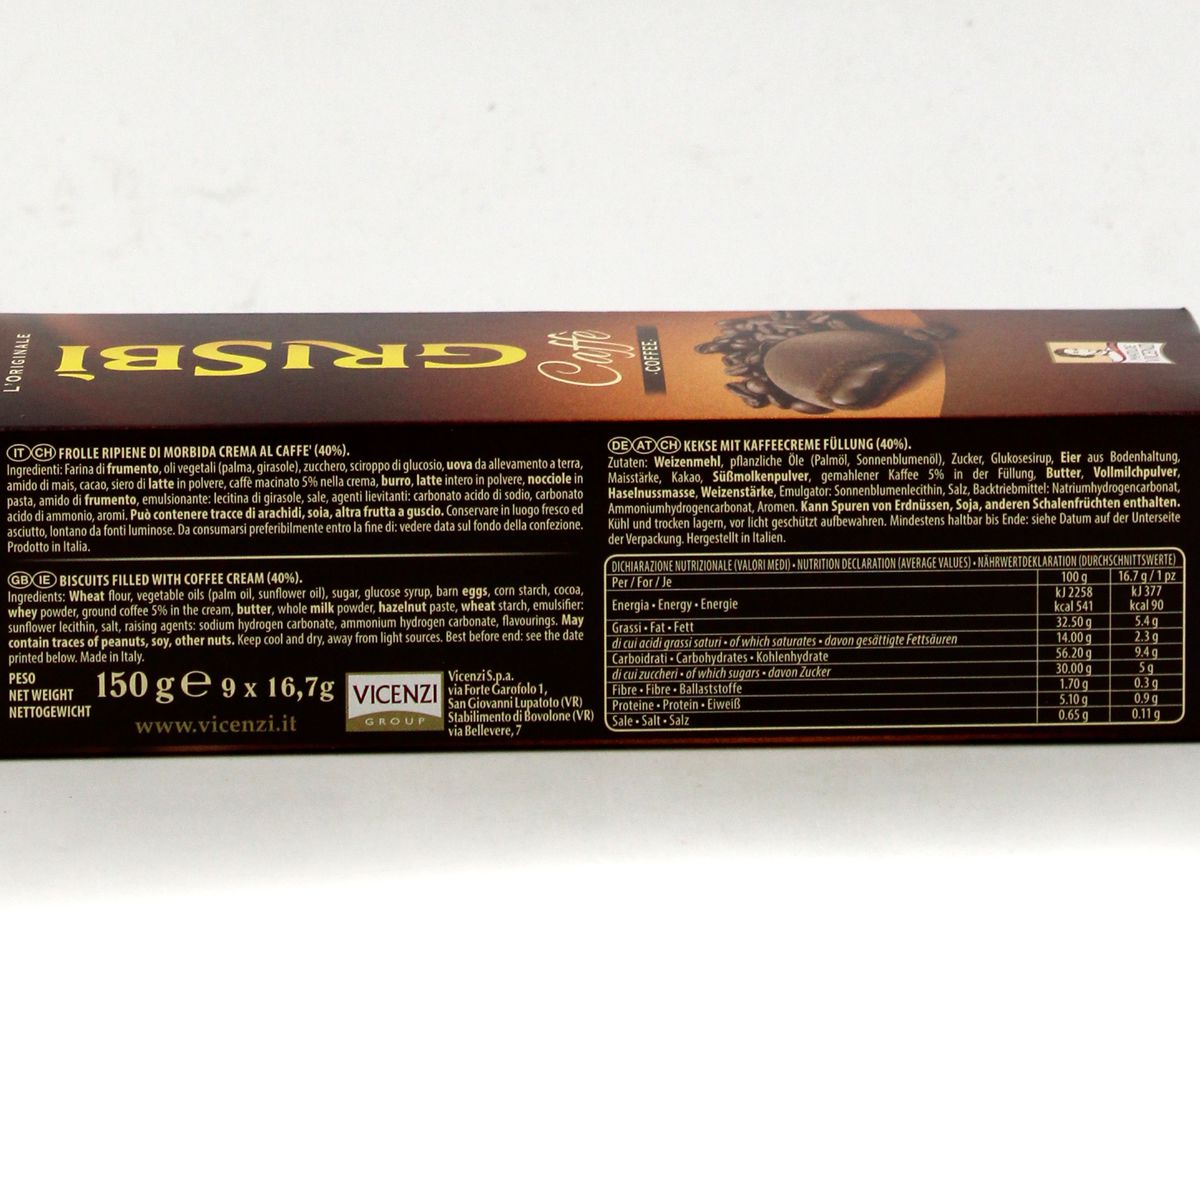 L'ORIGINALE
GRISBÌ
Caffè
COFFEE
MATILDE
VICENZI
IT CH FROLLE RIPIENE DI MORBIDA CREMA AL CAFFE' (40%).
Ingredienti: Farina di frumento, oli vegetali (palma, girasole), zucchero, sciroppo di glucosio, uova da allevamento a terra,
amido di mais, cacao, siero di latte in polvere, caffè macinato 5% nella crema, burro, latte intero in polvere, nocciole in
pasta, amido di frumento, emulsionante: lecitina di girasole, sale, agenti lievitanti: carbonato acido di sodio, carbonato
acido di ammonio, aromi. Può contenere tracce di arachidi, soia, altra frutta a guscio. Conservare in luogo fresco ed
asciutto, lontano da fonti luminose. Da consumarsi preferibilmente entro la fine di: vedere data sul fondo della confezione.
Prodotto in Italia.
GB IE BISCUITS FILLED WITH COFFEE CREAM (40%).
Ingredients: Wheat flour, vegetable oils (palm oil, sunflower oil), sugar, glucose syrup, barn eggs, corn starch, cocoa,
whey powder, ground coffee 5% in the cream, butter, whole milk powder, hazelnut paste, wheat starch, emulsifier:
sunflower lecithin, salt, raising agents: sodium hydrogen carbonate, ammonium hydrogen carbonate, flavourings. May
contain traces of peanuts, soy, other nuts. Keep cool and dry, away from light sources. Best before end: see the date
printed below. Made in Italy.
PESO
NET WEIGHT
NETTOGEWICHT
150 g e 9 x 16,7g
www.vicenzi.it
VICENZI
GROUP
Vicenzi S.p.a.
via Forte Garofolo 1,
San Giovanni Lupatoto (VR)
Stabilimento di Bovolone (VR)
via Bellevere, 7
DE AT CH KEKSE MIT KAFFEECREME FÜLLUNG (40%).
Zutaten: Weizenmehl, pflanzliche Öle (Palmöl, Sonnenblumenöl), Zucker, Glukosesirup, Eier aus Bodenhaltung,
Maisstärke, Kakao, Süßmolkenpulver, gemahlener Kaffee 5% in der Füllung, Butter, Vollmilchpulver,
Haselnussmasse, Weizenstärke, Emulgator: Sonnenblumenlecithin, Salz, Backtriebmittel: Natriumhydrogencarbonat,
Ammoniumhydrogencarbonat, Aromen. Kann Spuren von Erdnüssen, Soja, anderen Schalenfrüchten enthalten.
Kühl und trocken lagern, vor licht geschützt aufbewahren. Mindestens haltbar bis Ende: siehe Datum auf der Unterseite
der Verpackung. Hergestellt in Italien.
DICHIARAZIONE NUTRIZIONALE (VALORI MEDI) • NUTRITION DECLARATION (AVERAGE VALUES) • NÄHRWERTDEKLARATION (DURCHSCHNITTSWERTE)
Per / For / Je 100 g 16.7 g / 1 pz
Energia • Energy • Energie kJ 2258 kJ 377
kcal 541 kcal 90
Grassi • Fat • Fett 32.50 g 5.4 g
di cui acidi grassi saturi • of which saturates • davon gesättigte Fettsäuren 14.00 g 2.3 g
Carboidrati • Carbohydrates • Kohlenhydrate 56.20 g 9.4 g
di cui zuccheri • of which sugars • davon Zucker 30.00 g 5 g
Fibre • Fibre • Ballaststoffe 1.70 g 0.3 g
Proteine • Protein • Eiweiß 5.10 g 0.9 g
Sale • Salt • Salz 0.65 g 0.11 g